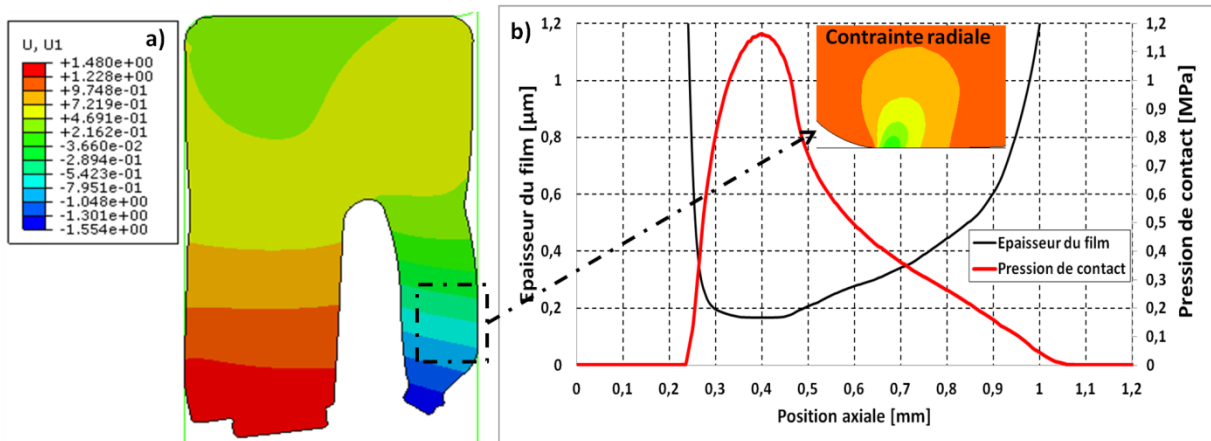 a)
U, U1
+1.480e+00
+1.228e+00
+9.748e-01
+7.219e-01
+4.691e-01
+2.162e-01
-3.660e-02
-2.894e-01
-5.423e-01
-7.951e-01
-1.048e+00
-1.301e+00
-1.554e+00
b)
Contrainte radiale
Epaisseur du film [µm]
1,2
1
0,8
0,6
0,4
0,2
0
Epaisseur du film
Pression de contact
1,2
1,1
1
0,9
0,8
0,7
0,6
0,5
0,4
0,3
0,2
0,1
0
Pression de contact [MPa]
0 0,1 0,2 0,3 0,4 0,5 0,6 0,7 0,8 0,9 1 1,1 1,2
Position axiale [mm]